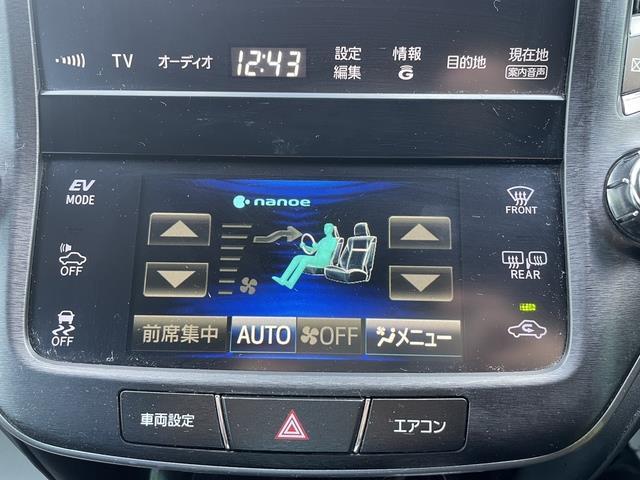 TV オーディオ 12:43 設定編集 情報 G 目的地 現在地 案内音声
EV MODE
nanoe
FRONT
OFF
REAR
OFF
前席集中 AUTO OFF メニュー
車両設定 エアコン